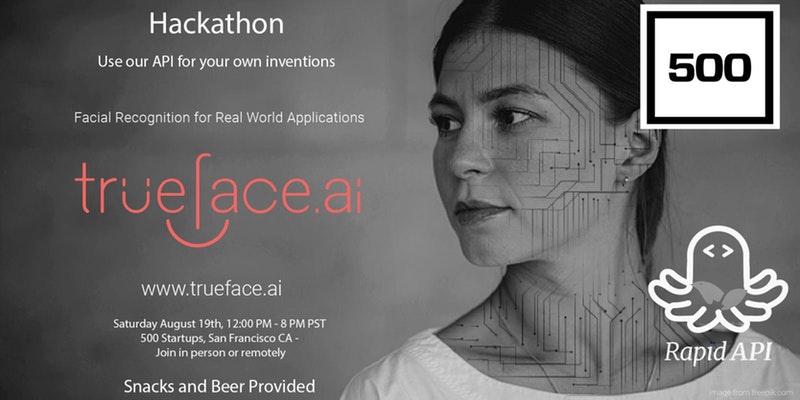 Hackathon
Use our API for your own inventions
Facial Recognition for Real World Applications
trueface.ai
www.trueface.ai
Saturday August 19th, 12:00 PM - 8 PM PST
500 Startups, San Francisco CA -
Join in person or remotely
Snacks and Beer Provided
500
< >
Rapid API
image from freepik.com